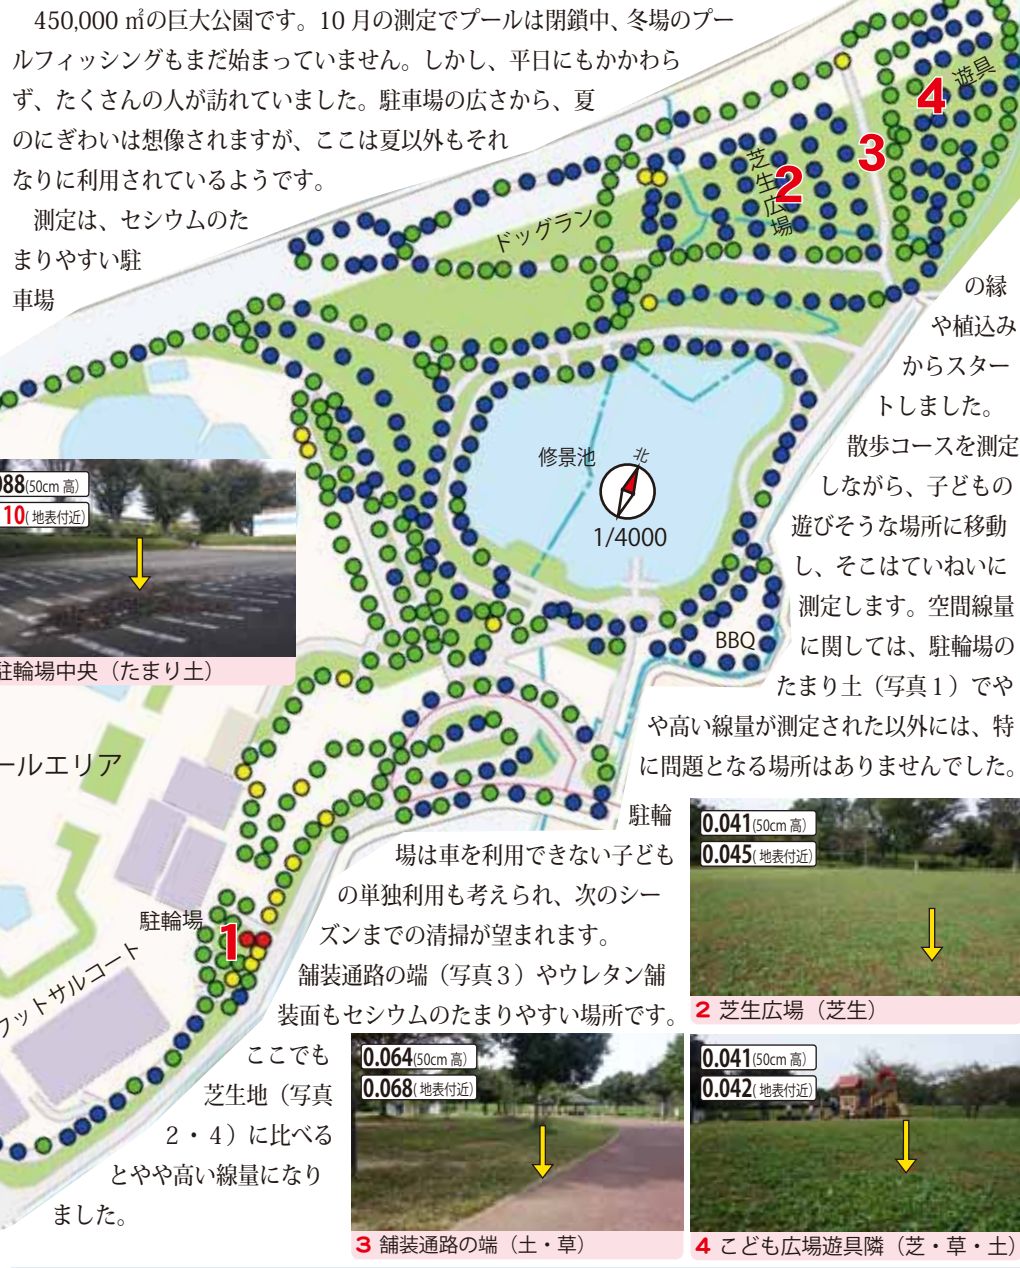 450,000 ㎡の巨大公園です。10 月の測定でプールは閉鎖中、冬場のプー
ルフィッシングもまだ始まっていません。しかし、平日にもかかわら
ず、たくさんの人が訪れていました。駐車場の広さから、夏
のにぎわいは想像されますが、ここは夏以外もそれ
なりに利用されているようです。
測定は、セシウムのた
まりやすい駐
車場
の縁
や植込み
からスター
トしました。
散歩コースを測定
しながら、子どもの
遊びそうな場所に移動
し、そこはていねいに
測定します。空間線量
に関しては、駐輪場の
たまり土（写真１）でや
や高い線量が測定された以外には、特
に問題となる場所はありませんでした。
駐輪
場は車を利用できない子ども
の単独利用も考えられ、次のシー
ズンまでの清掃が望まれます。
舗装通路の端（写真３）やウレタン舗
装面もセシウムのたまりやすい場所です。
ここでも
芝生地（写真
２・４）に比べる
とやや高い線量になり
ました。
4
遊具
3
芝生広場
2
ドッグラン
修景池
北
1/4000
BBQ
088(50cm 高)
10(地表付近)
駐輪場中央（たまり土）
ールエリア
駐輪場
1
フットサルコート
0.041(50cm 高)
0.045(地表付近)
2 芝生広場（芝生）
0.064(50cm 高)
0.068(地表付近)
3 舗装通路の端（土・草）
0.041(50cm 高)
0.042(地表付近)
4 こども広場遊具隣（芝・草・土）